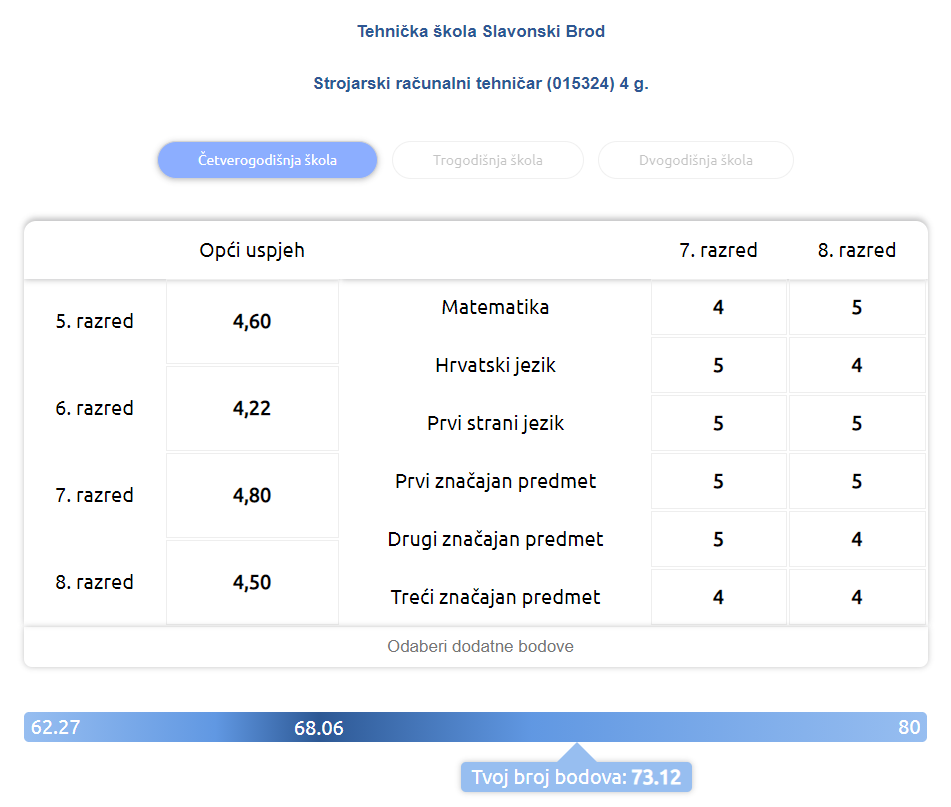 Tehnička škola Slavonski Brod
Strojarski računalni tehničar (015324) 4 g.
Četverogodišnja škola Trogodišnja škola Dvogodišnja škola
Opći uspjeh 7. razred 8. razred
5. razred 4,60
6. razred 4,22
7. razred 4,80
8. razred 4,50
Matematika 4 5
Hrvatski jezik 5 4
Prvi strani jezik 5 5
Prvi značajan predmet 5 5
Drugi značajan predmet 5 4
Treći značajan predmet 4 4
Odaberi dodatne bodove
62.27 68.06 80
Tvoj broj bodova: 73.12